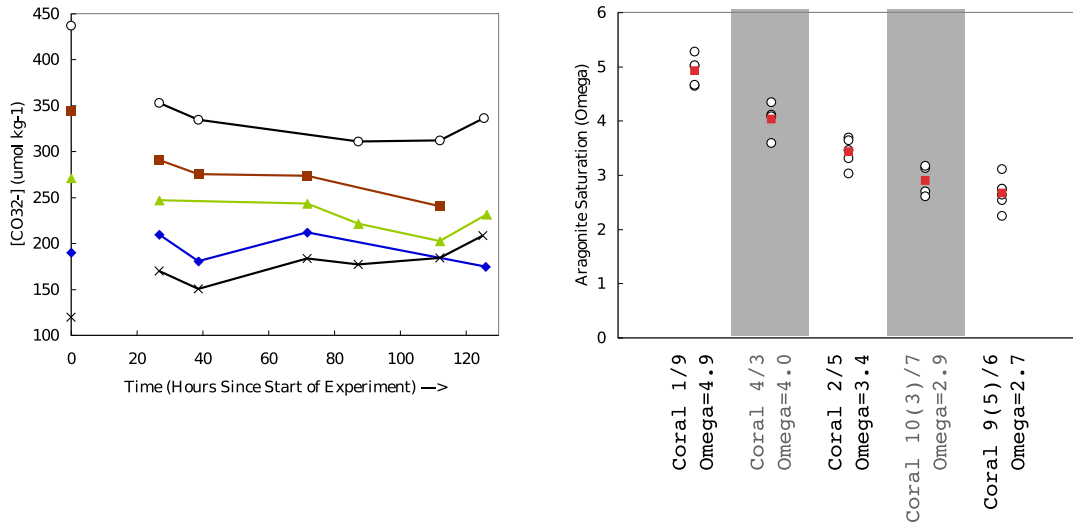 450
400
350
300
250
200
150
100
[CO32-] (umol kg-1)
0
20
40
60
80
100
120
Time (Hours Since Start of Experiment) —>
6
5
4
3
2
1
0
Aragonite Saturation (Omega)
Coral 1/9
Omega=4.9
Coral 4/3
Omega=4.0
Coral 2/5
Omega=3.4
Coral 10(3)/7
Omega=2.9
Coral 9(5)/6
Omega=2.7